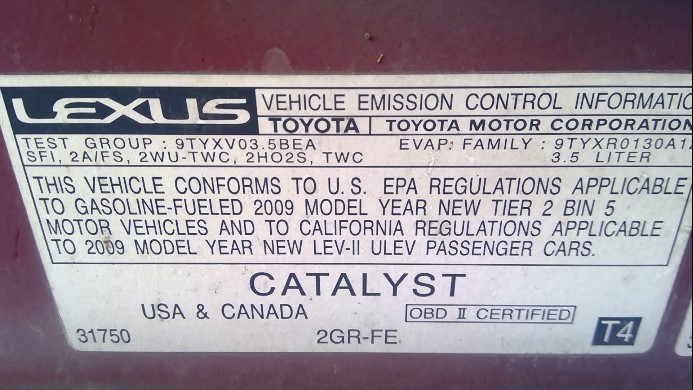 LEXUS VEHICLE EMISSION CONTROL INFORMATIO
TOYOTA TOYOTA MOTOR CORPORATION
TEST GROUP : 9TYXV03.5BEA EVAP. FAMILY : 9TYXR0130A12
SFI, 2A/FS, 2WU-TWC, 2HO2S, TWC 3.5 LITER
THIS VEHICLE CONFORMS TO U.S. EPA REGULATIONS APPLICABLE
TO GASOLINE-FUELED 2009 MODEL YEAR NEW TIER 2 BIN 5
MOTOR VEHICLES AND TO CALIFORNIA REGULATIONS APPLICABLE
TO 2009 MODEL YEAR NEW LEV-II ULEV PASSENGER CARS.
CATALYST
USA & CANADA OBD II CERTIFIED
31750 2GR-FE T4